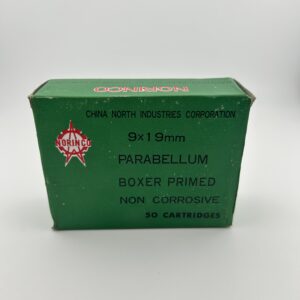 NORINCO
CHINA NORTH INDUSTRIES CORPORATION
NORINCO
9×19mm
PARABELLUM
BOXER PRIMED
NON CORROSIVE
50 CARTRIDGES